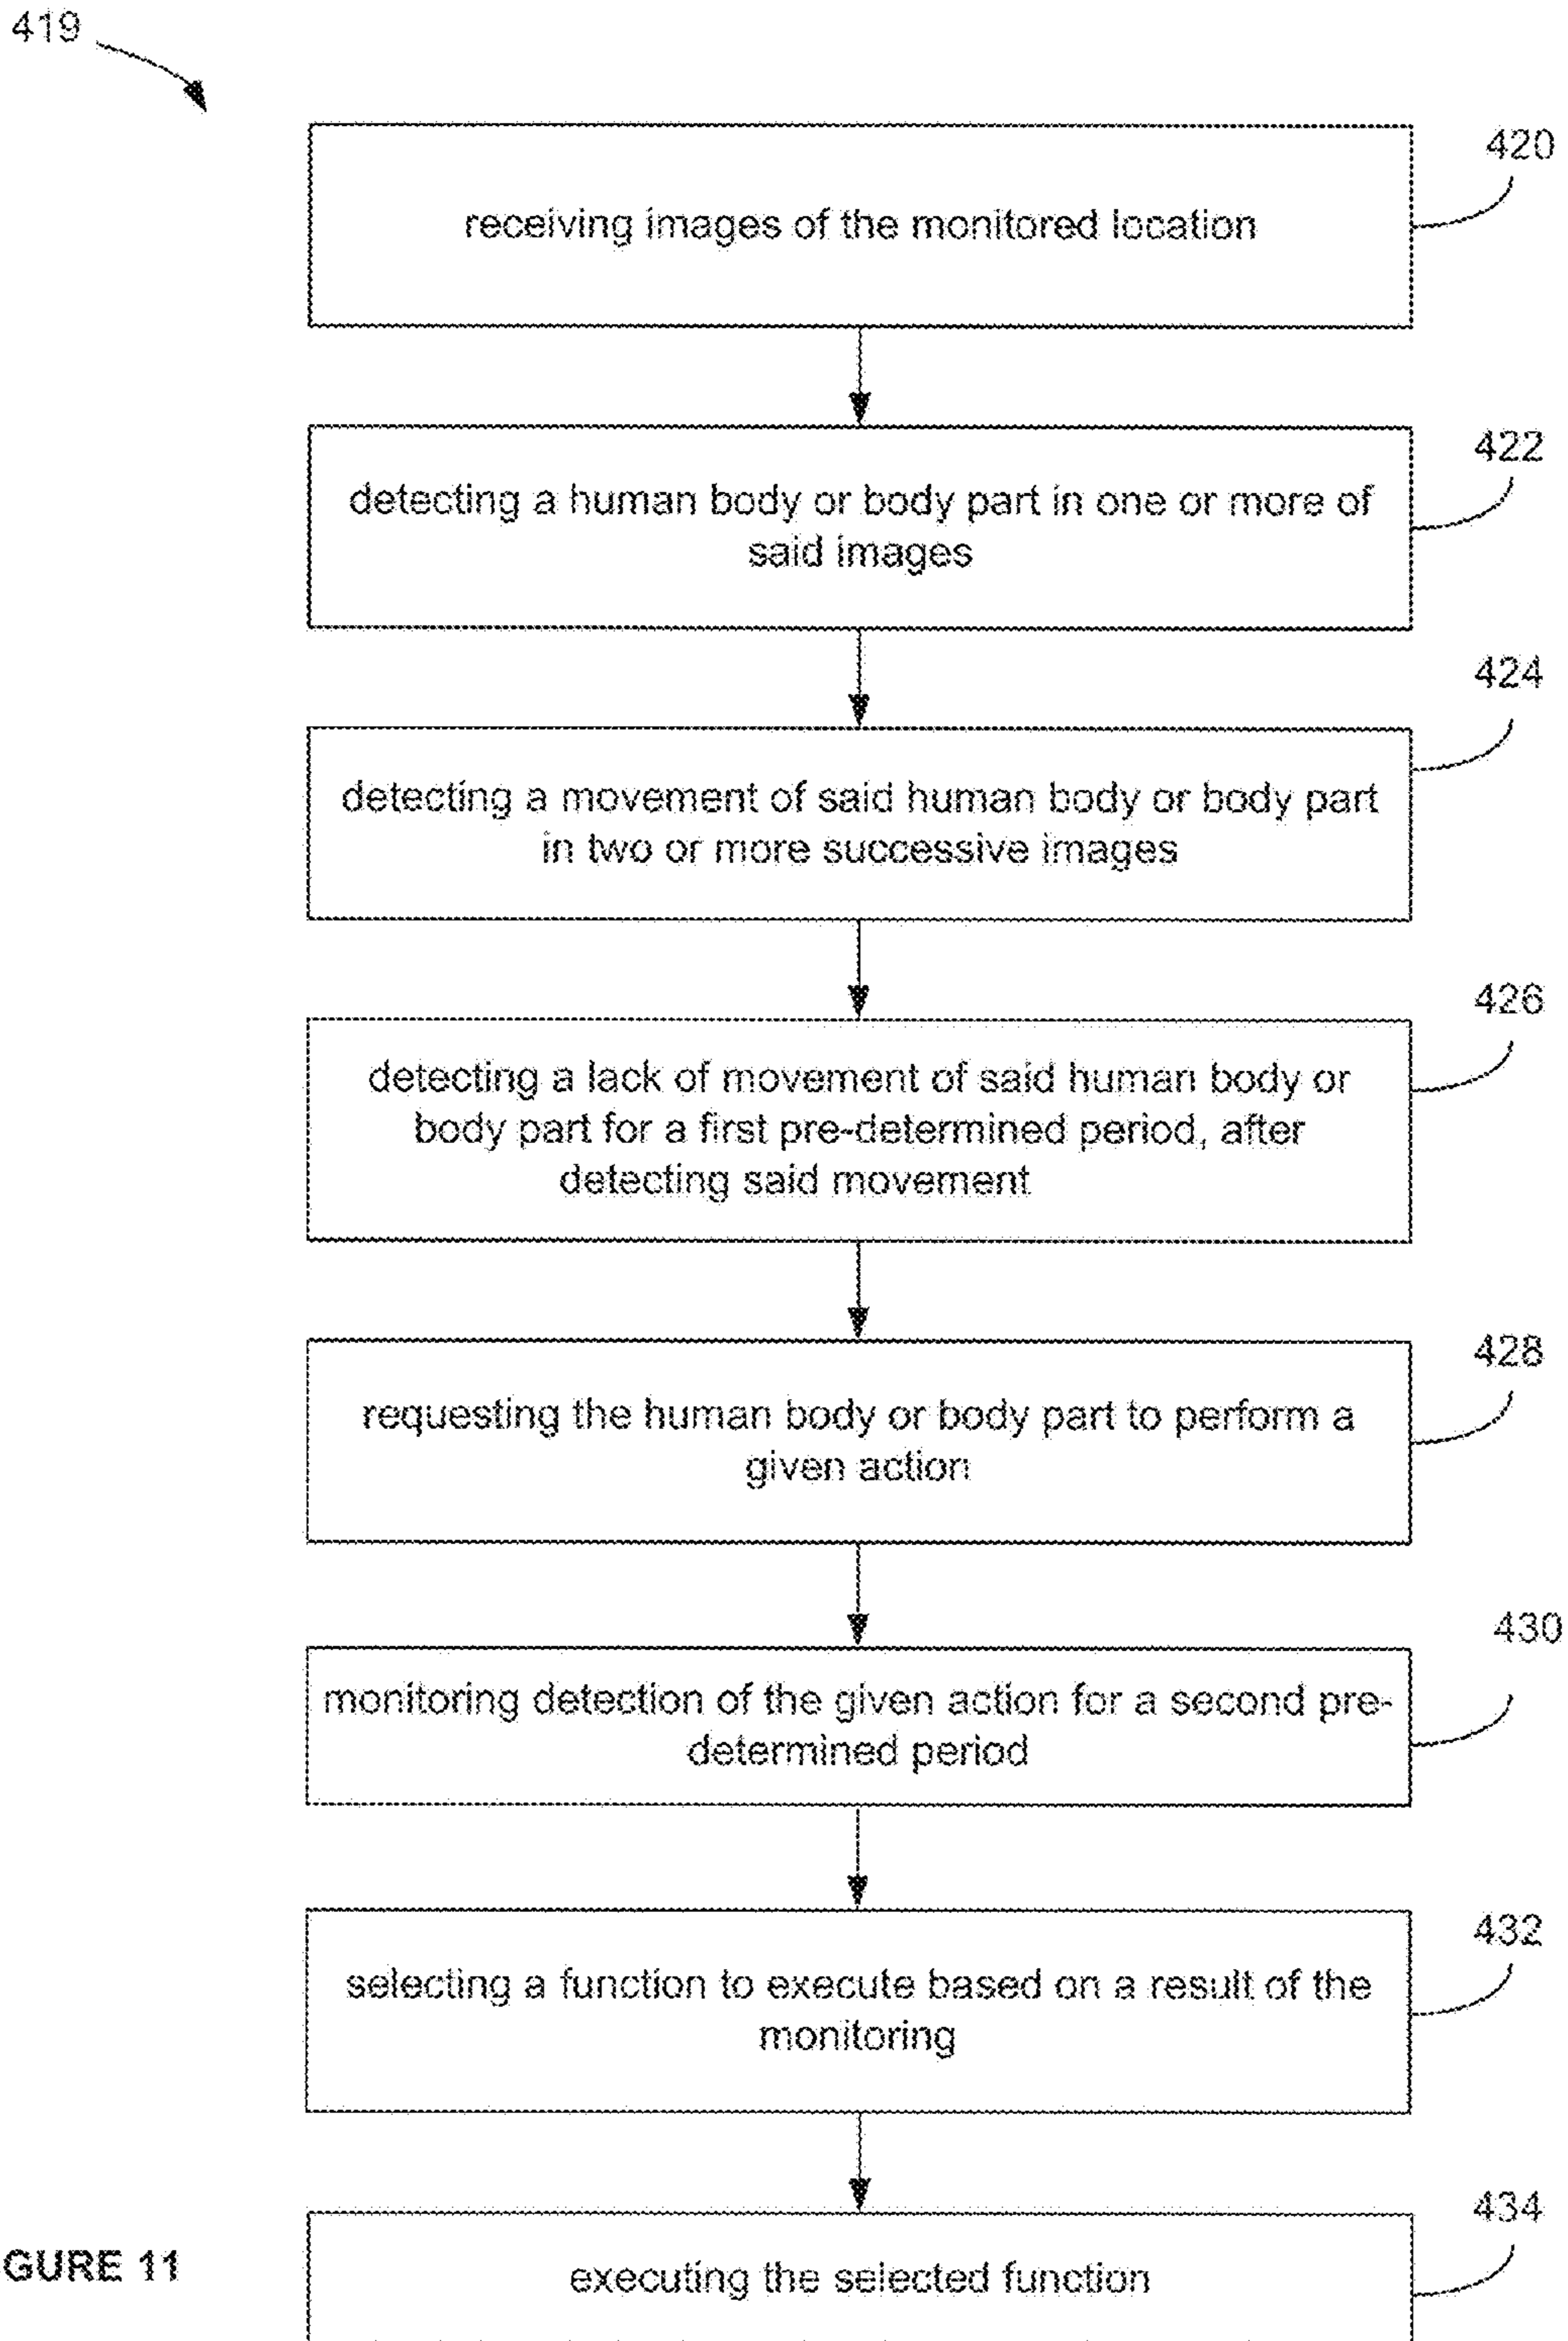 419
420
receiving images of the monitored location
422
detecting a human body or body part in one or more of
said images
424
detecting a movement of said human body or body part
in two or more successive images
426
detecting a lack of movement of said human body or
body part for a first pre-determined period, after
detecting said movement
428
requesting the human body or body part to perform a
given action
430
monitoring detection of the given action for a second pre-
determined period
432
selecting a function to execute based on a result of the
monitoring
434
executing the selected function
GURE 11